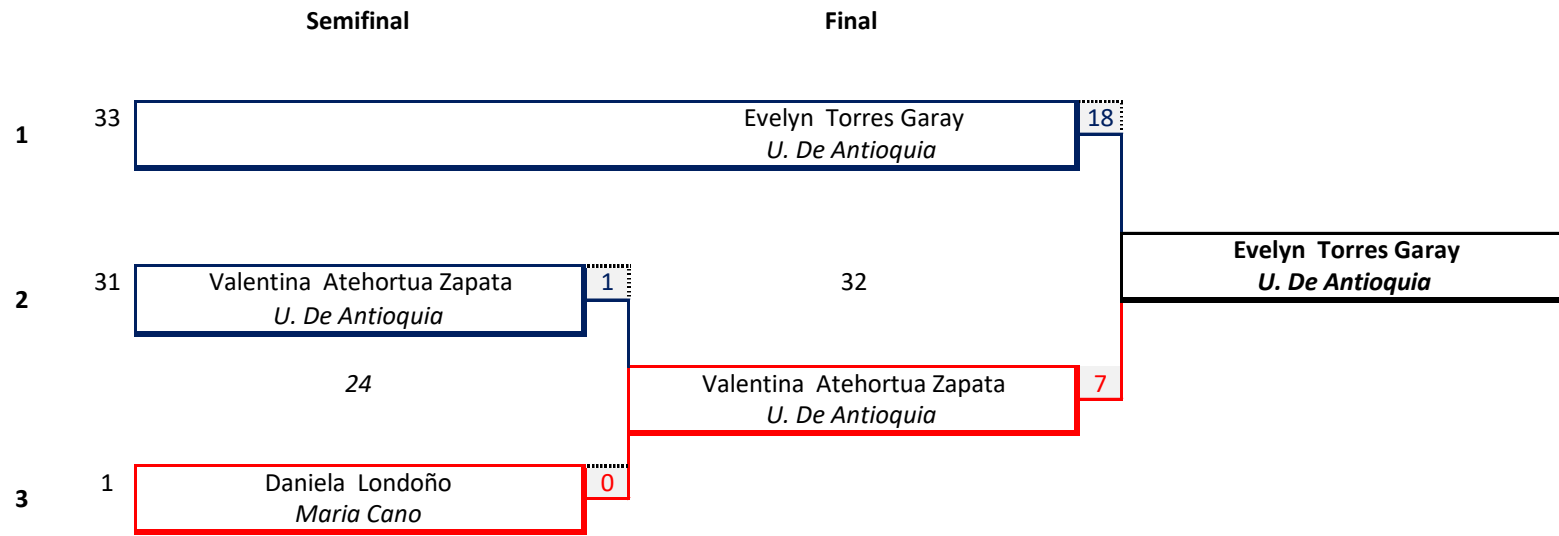 Semifinal Final
33 Evelyn Torres Garay 18
1 U. De Antioquia
Evelyn Torres Garay
31 Valentina Atehortua Zapata 1 32 U. De Antioquia
2 U. De Antioquia
24 Valentina Atehortua Zapata 7
U. De Antioquia
1 Daniela Londoño 0
3 Maria Cano